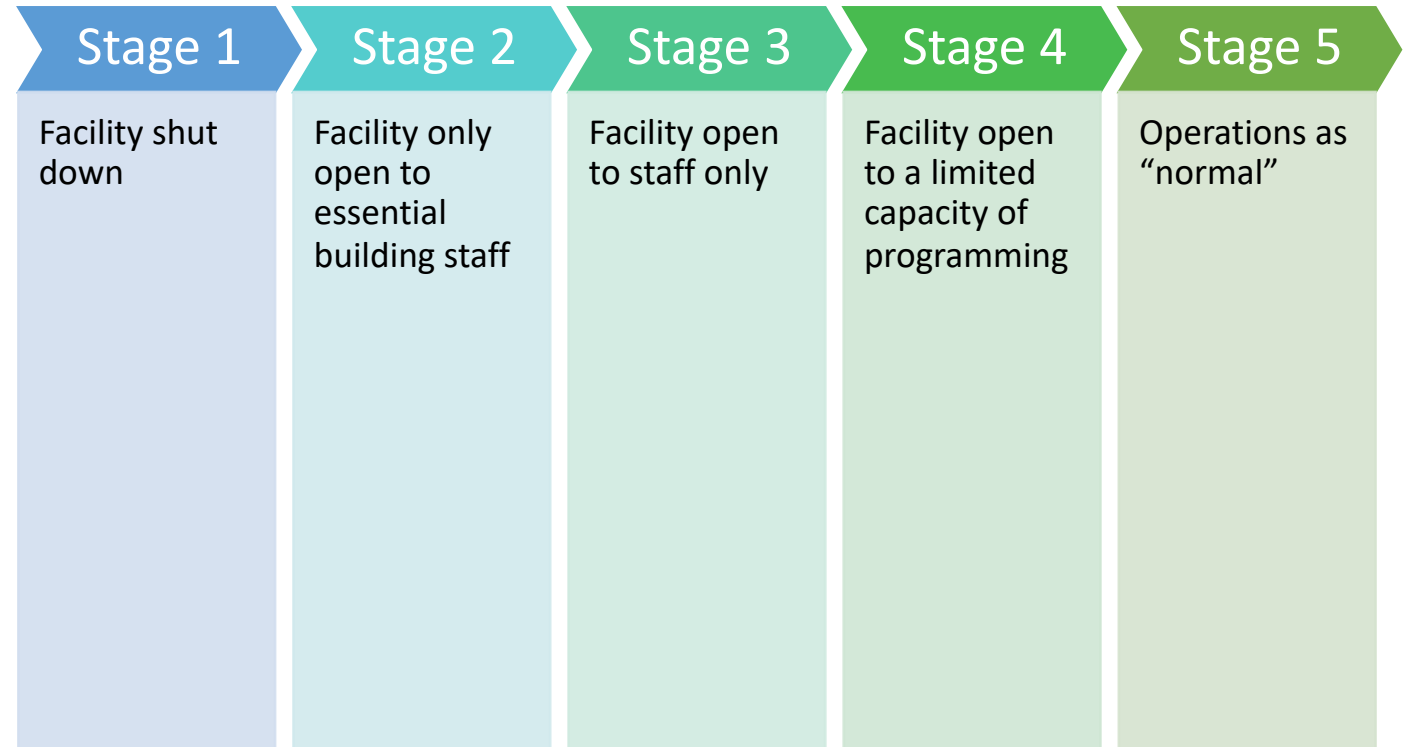 Stage 1
Facility shut
down
Stage 2
Facility only
open to
essential
building staff
Stage 3
Facility open
to staff only
Stage 4
Facility open
to a limited
capacity of
programming
Stage 5
Operations as
“normal”